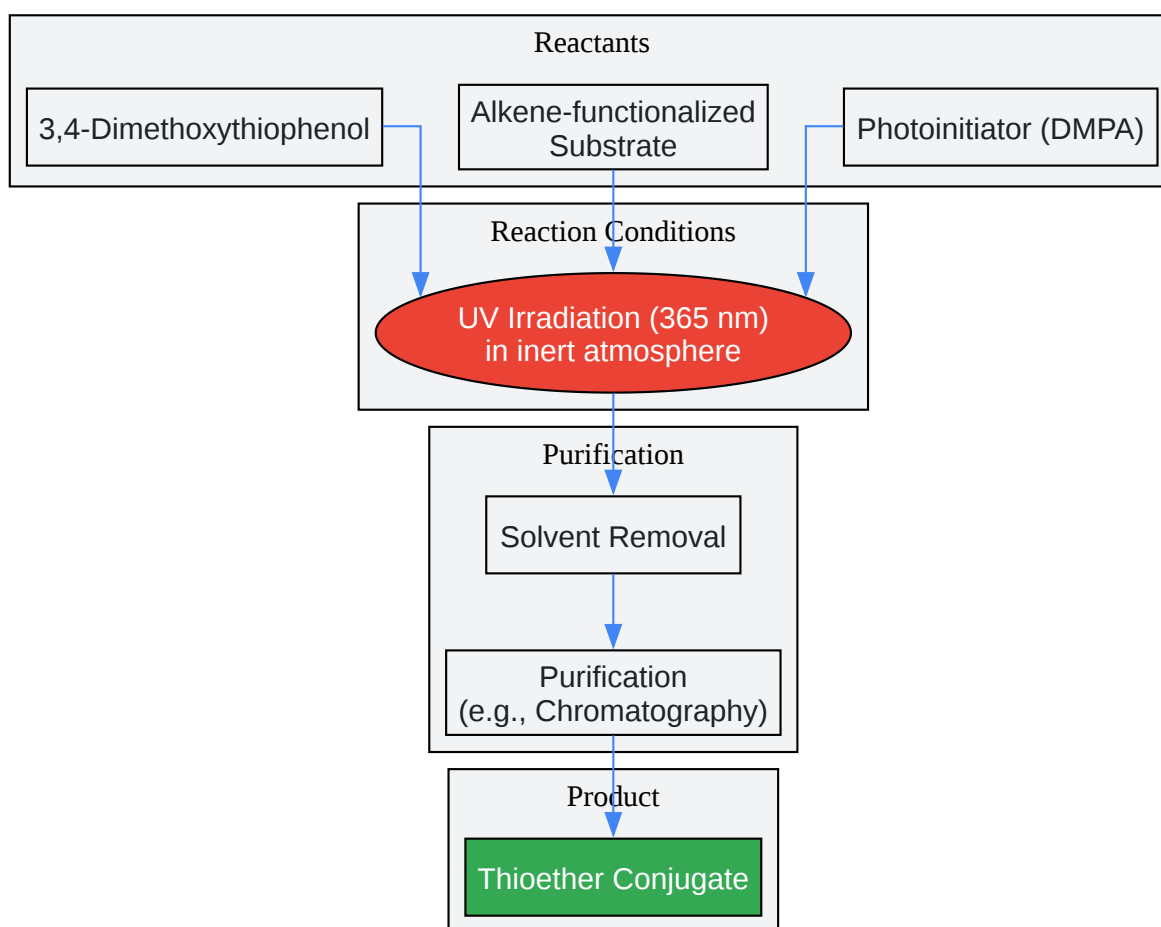 Reactants
3,4-Dimethoxythiophenol
Alkene-functionalized
Substrate
Photoinitiator (DMPA)
Reaction Conditions
UV Irradiation (365 nm)
in inert atmosphere
Purification
Solvent Removal
Purification
(e.g., Chromatography)
Product
Thioether Conjugate